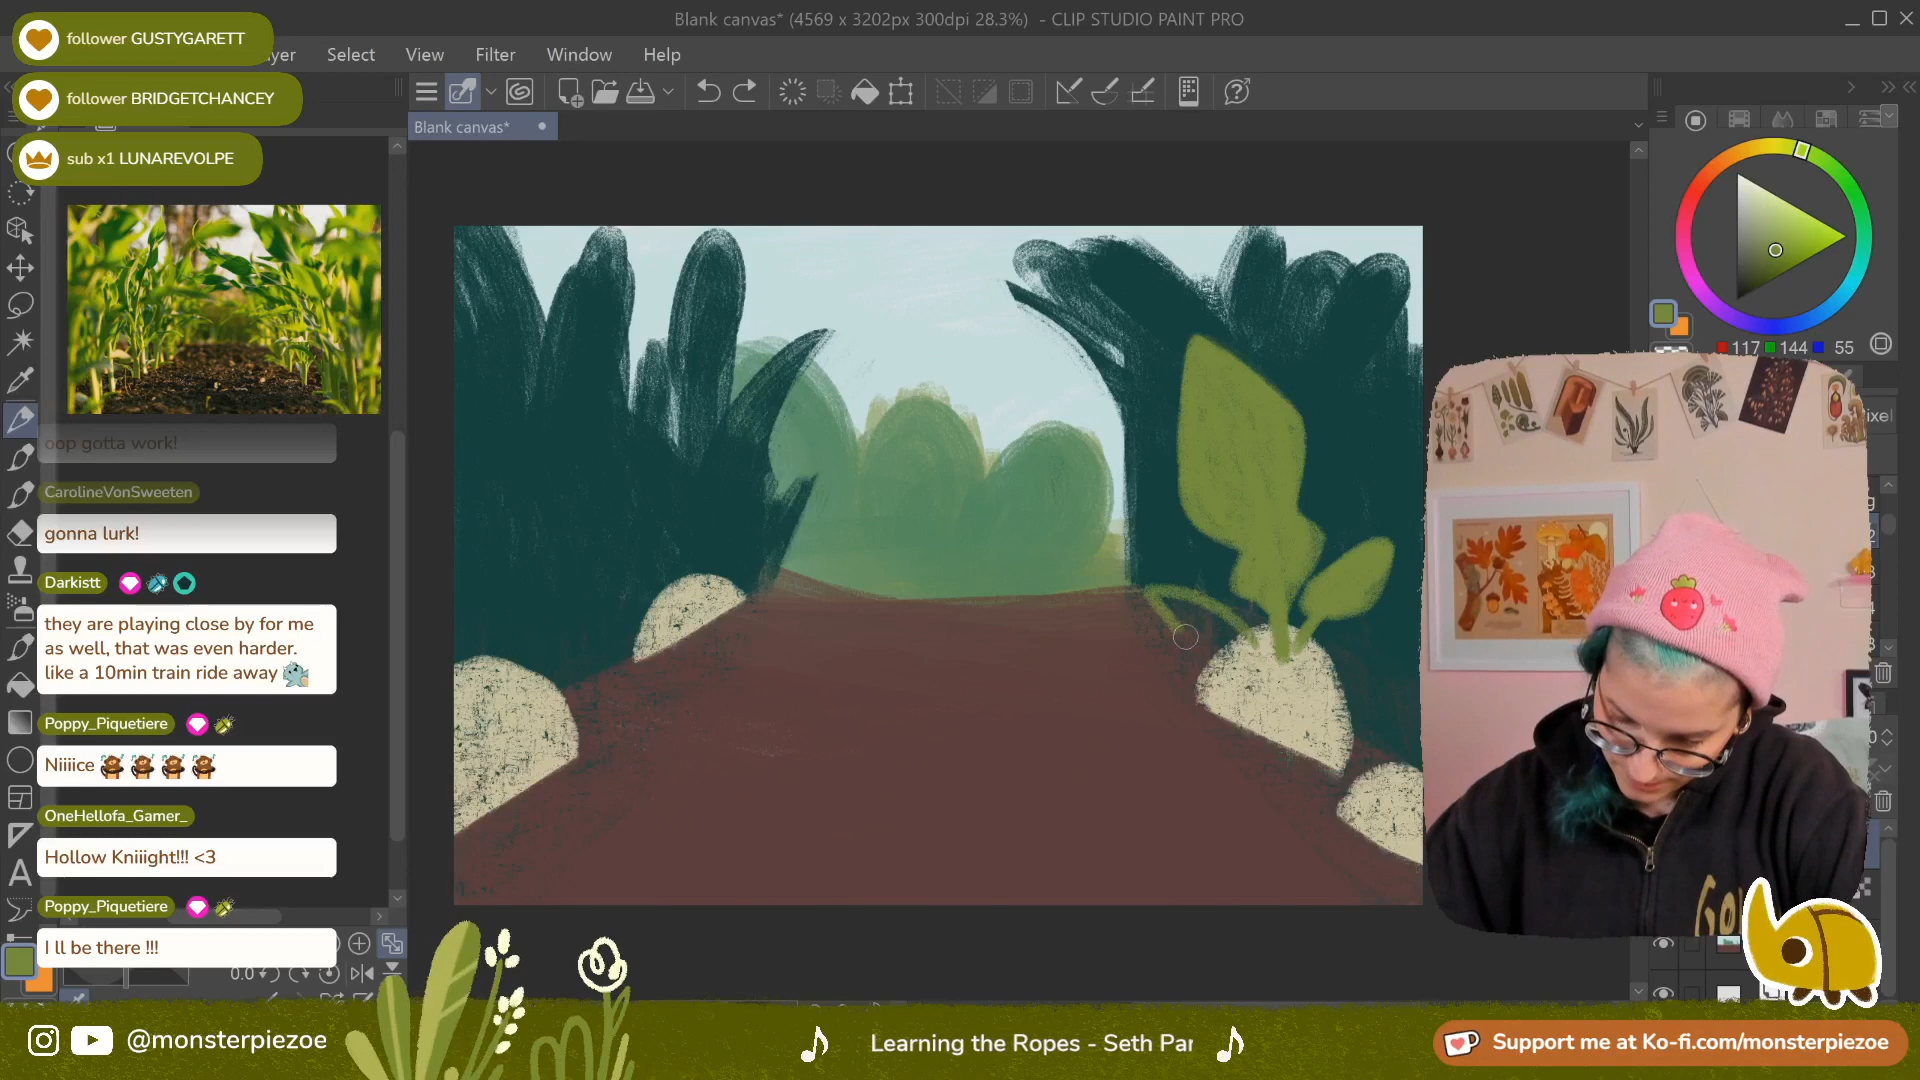 Blank canvas* (4569 x 3202px 300dpi 28.3%) - CLIP STUDIO PAINT PRO
follower GUSTYGARETT
Select View Filter Window Help
follower BRIDGETCHANCEY
Blank canvas*
sub x1 LUNAREVOLPE
117 144 55
oop gotta work!
CarolineVonSweeten
gonna lurk!
Darkistt
they are playing close by for me
as well, that was even harder.
like a 10min train ride away
Poppy_Piquetiere
Niiiice
OneHellofa_Gamer_
Hollow Kniiight!!! <3
Poppy_Piquetiere
I ll be there !!!
0.0
@monsterpiezoe
Learning the Ropes - Seth Par
Support me at Ko-fi.com/monsterpiezoe